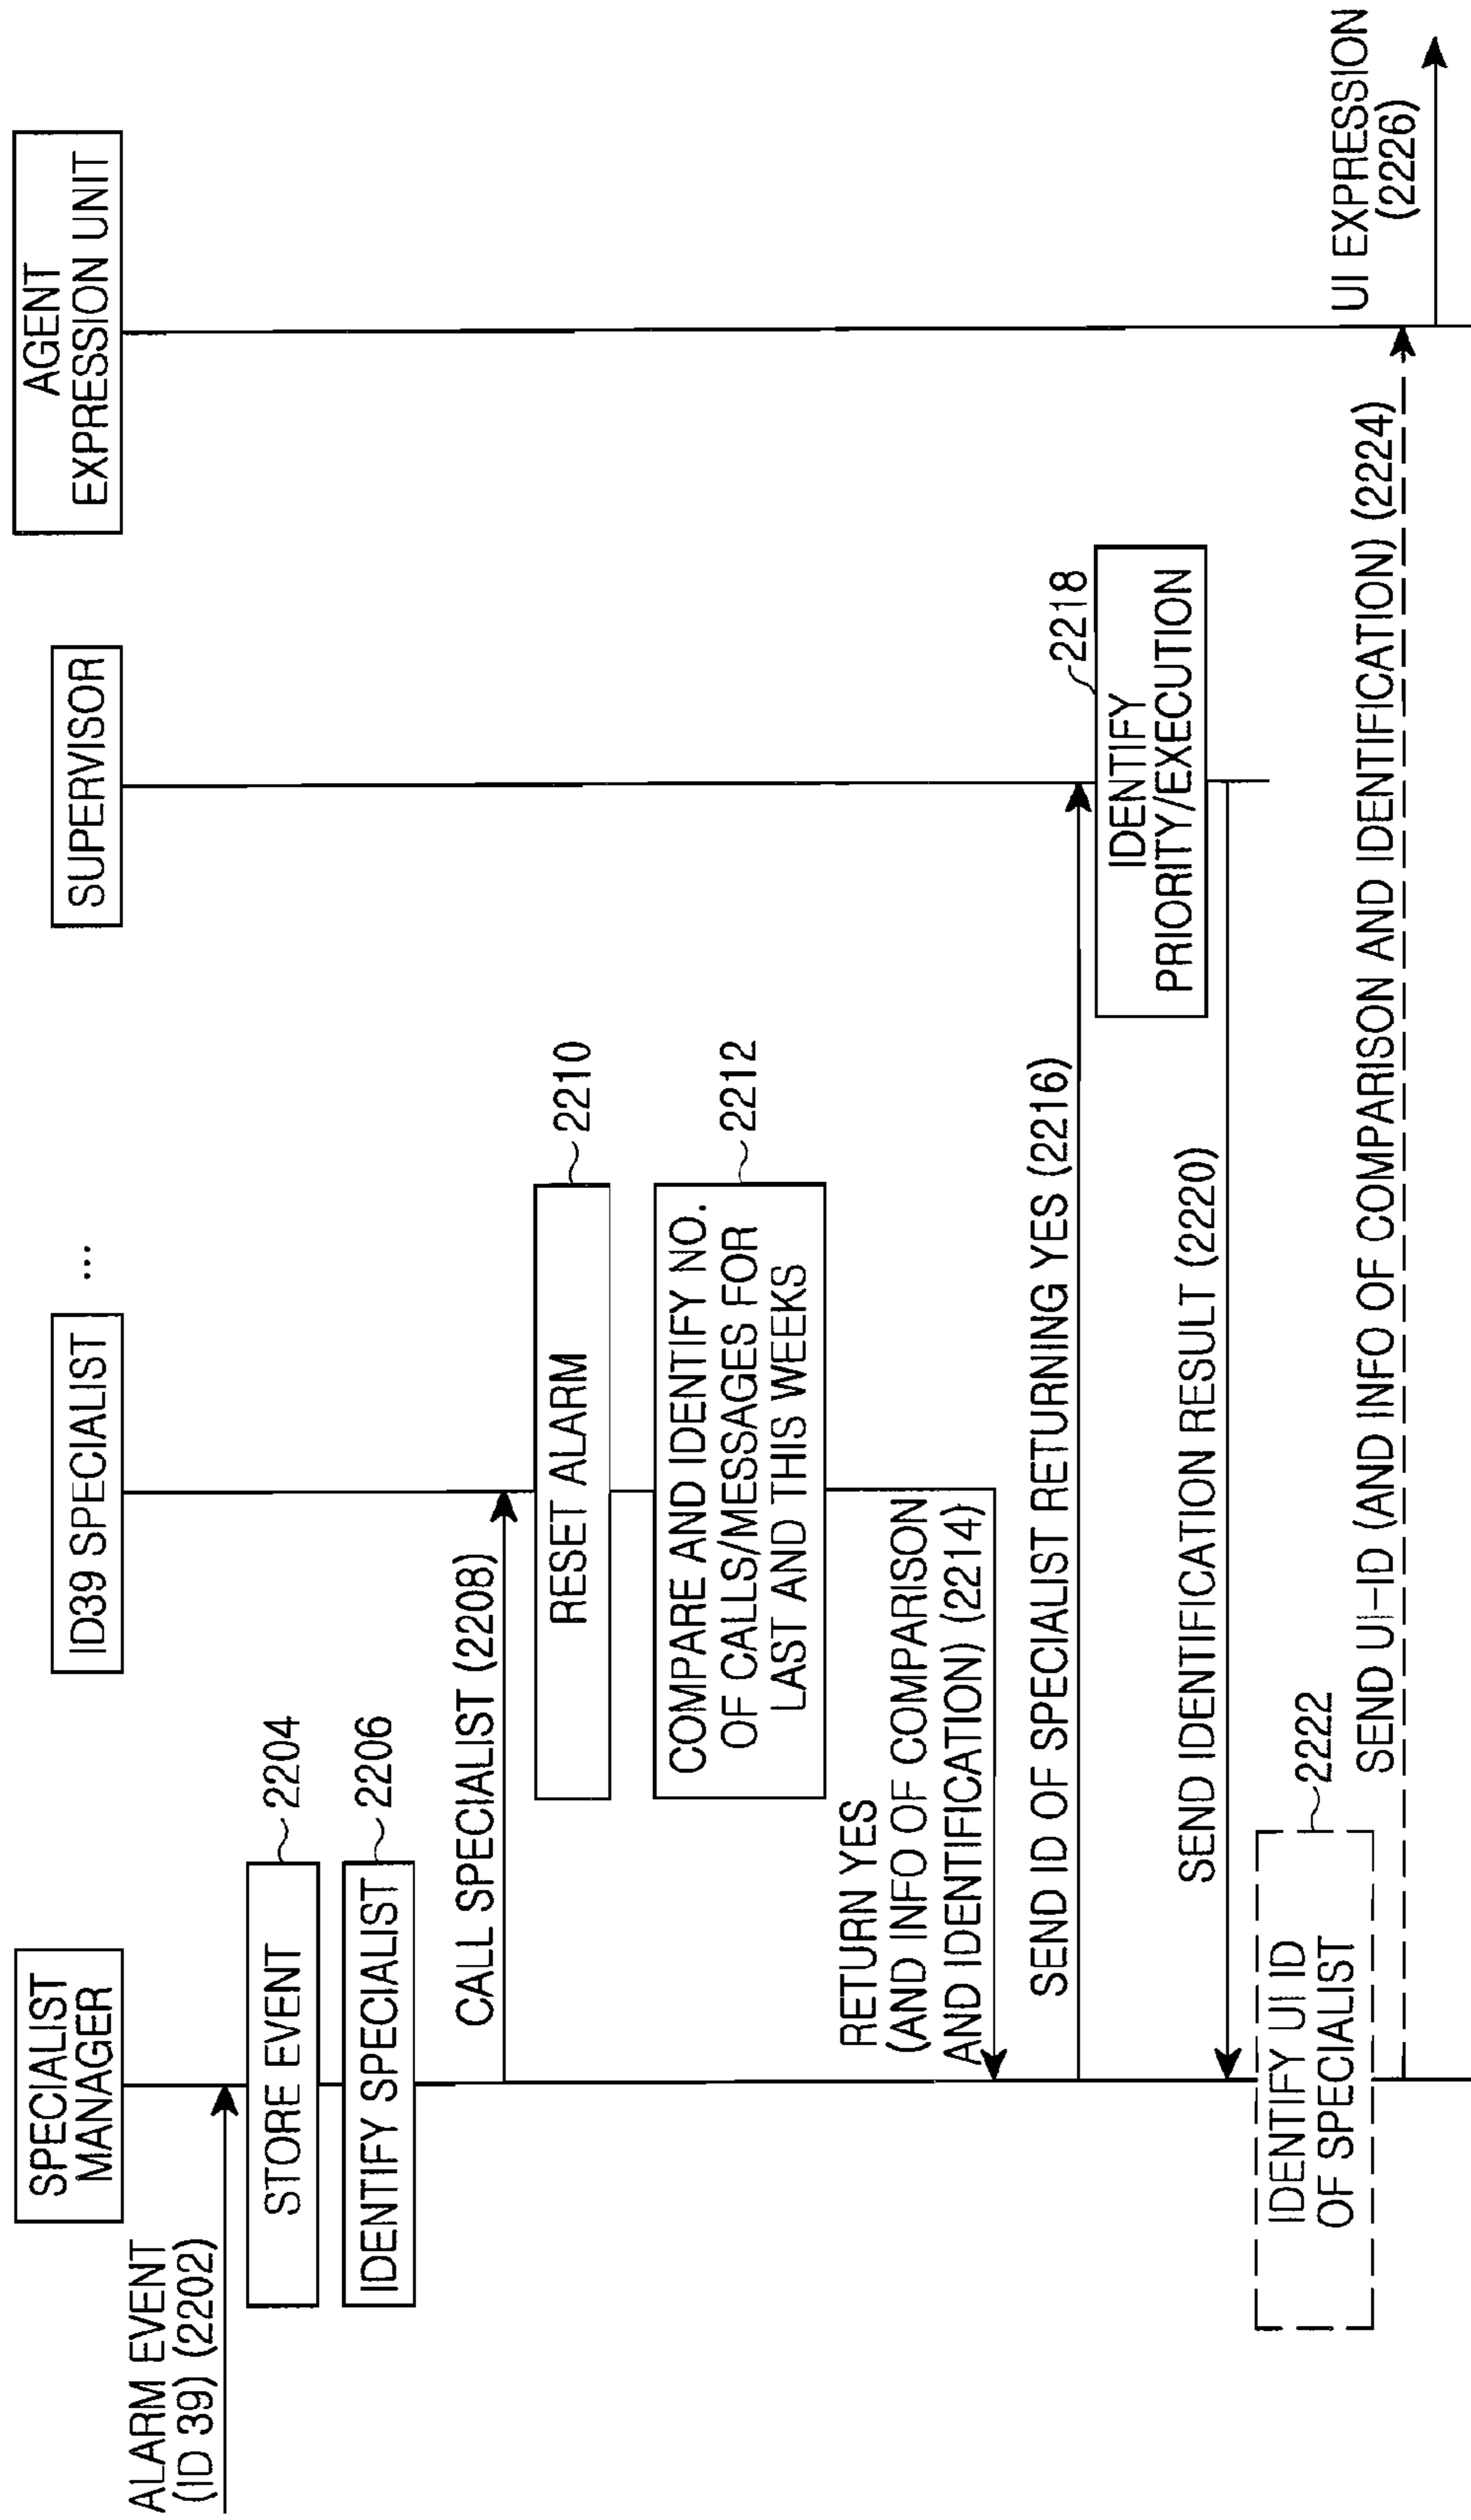 SPECIALIST
MANAGER
ID39 SPECIALIST
...
SUPERVISOR
AGENT
EXPRESSION UNIT
ALARM EVENT
(ID 39) (2202)
STORE EVENT
2204
IDENTIFY SPECIALIST
2206
CALL SPECIALIST (2208)
RESET ALARM
2210
COMPARE AND IDENTIFY NO.
OF CALLS/MESSAGES FOR
LAST AND THIS WEEKS
2212
RETURN YES
(AND INFO OF COMPARISON
AND IDENTIFICATION) (2214)
SEND ID OF SPECIALIST RETURNING YES (2216)
2218
IDENTIFY
PRIORITY/EXECUTION
SEND IDENTIFICATION RESULT (2220)
IDENTIFY UI ID
OF SPECIALIST
2222
SEND UI-ID (AND INFO OF COMPARISON AND IDENTIFICATION) (2224)
UI EXPRESSION
(2226)